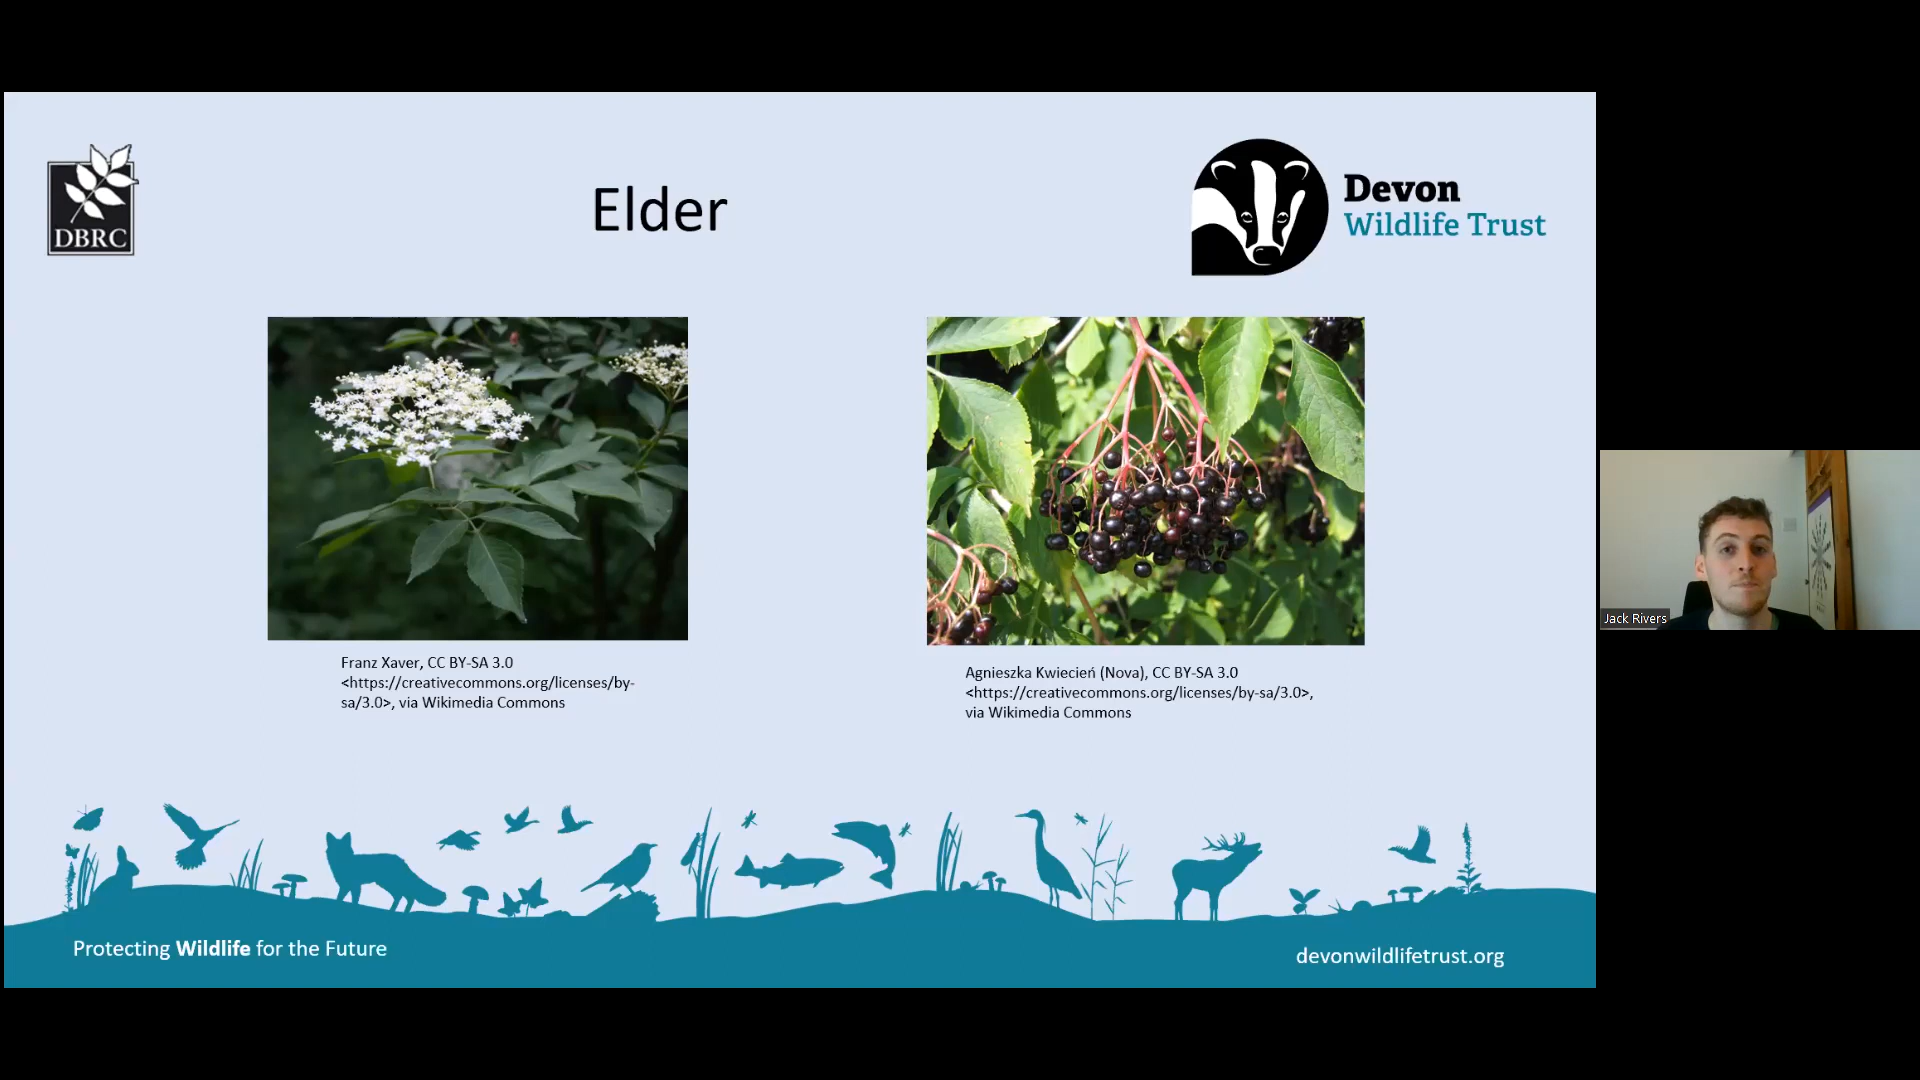 DBRC
Elder
Devon
Wildlife Trust
Franz Xaver, CC BY-SA 3.0
<https://creativecommons.org/licenses/by-
sa/3.0>, via Wikimedia Commons
Agnieszka Kwiecień (Nova), CC BY-SA 3.0
<https://creativecommons.org/licenses/by-sa/3.0>,
via Wikimedia Commons
Jack Rivers
Protecting Wildlife for the Future
devonwildlifetrust.org